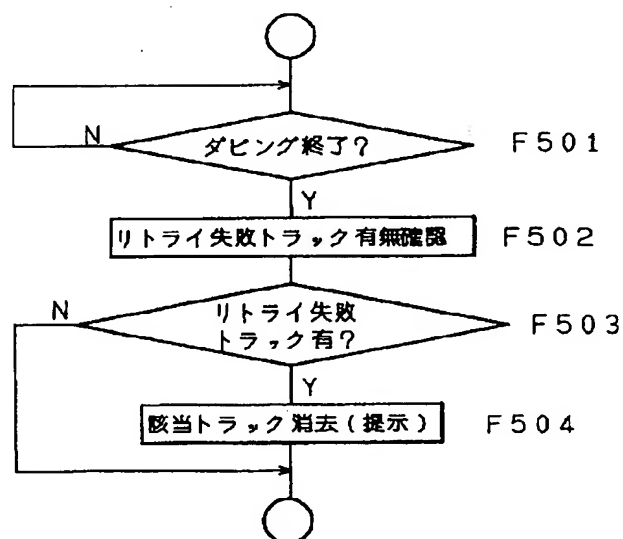 N
ダビング終了?
F501
Y
リトライ失敗トラック有無確認
F502
N
リトライ失敗
トラック有?
F503
Y
該当トラック消去(提示)
F504